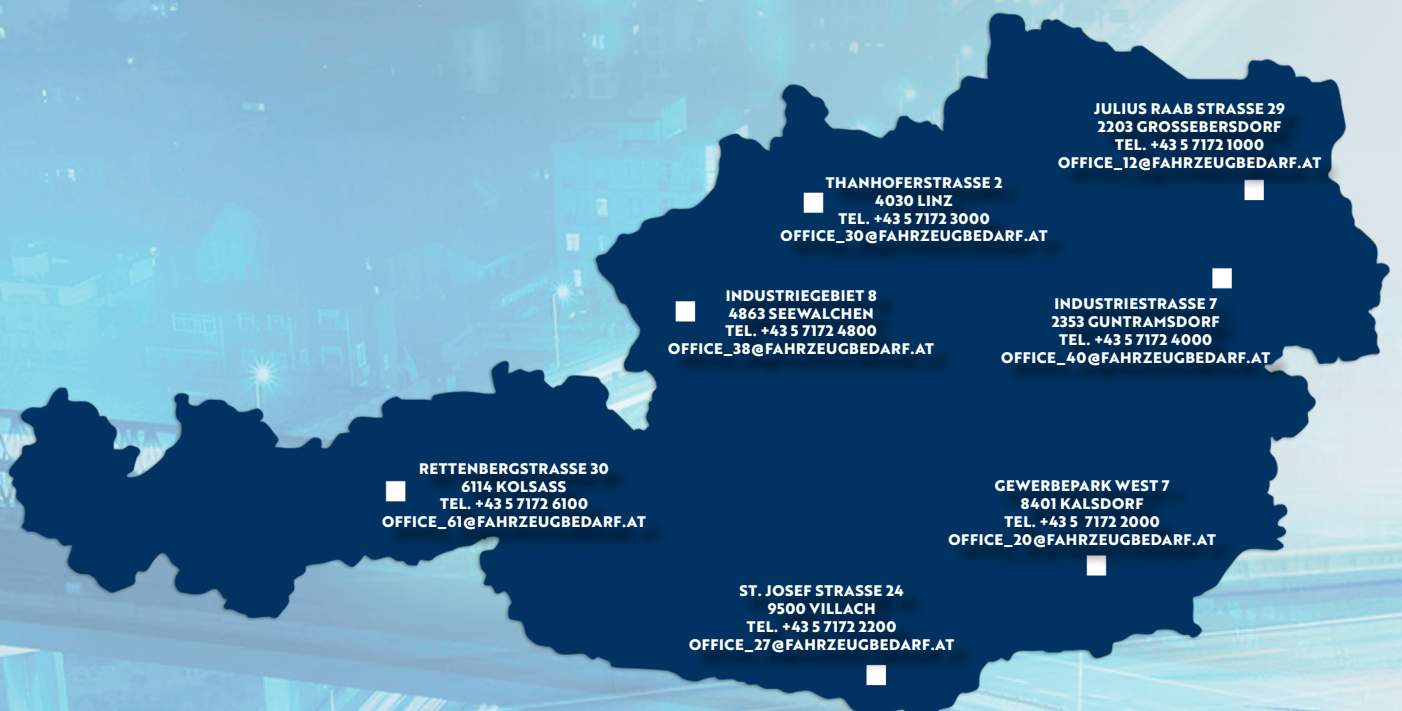 JULIUS RAAB STRASSE 29
2203 GROSSEBERSDORF
TEL. +43 5 7172 1000
OFFICE_12@FAHRZEUGBEDARF.AT
THANHOFERSTRASSE 2
4030 LINZ
TEL. +43 5 7172 3000
OFFICE_30@FAHRZEUGBEDARF.AT
INDUSTRIEGEBIET 8
4863 SEEWALCHEN
TEL. +43 5 7172 4800
OFFICE_38@FAHRZEUGBEDARF.AT
INDUSTRIESTRASSE 7
2353 GUNTRAMSDORF
TEL. +43 5 7172 4000
OFFICE_40@FAHRZEUGBEDARF.AT
RETTENBERGSTRASSE 30
6114 KOLSASS
TEL. +43 5 7172 6100
OFFICE_61@FAHRZEUGBEDARF.AT
GEWERBEPARK WEST 7
8401 KALSDORF
TEL. +43 5  7172 2000
OFFICE_20@FAHRZEUGBEDARF.AT
ST. JOSEF STRASSE 24
9500 VILLACH
TEL. +43 5 7172 2200
OFFICE_27@FAHRZEUGBEDARF.AT